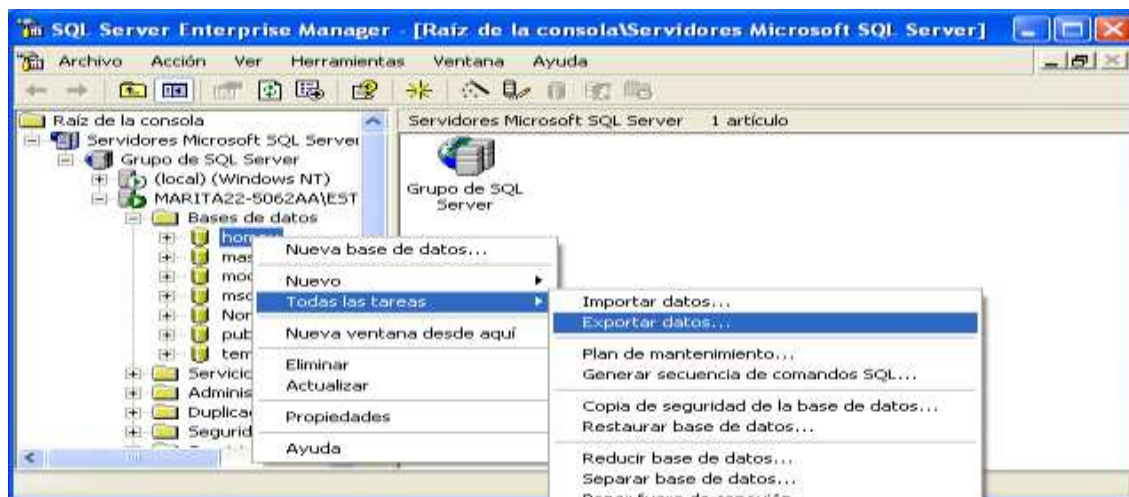 SQL Server Enterprise Manager - [Raíz de la consola\Servidores Microsoft SQL Server]
Archivo Acción Ver Herramientas Ventana Ayuda
Raíz de la consola
Servidores Microsoft SQL Server
Grupo de SQL Server
(local) (Windows NT)
MARITA22-5062AA\EST
Bases de datos
Servidores Microsoft SQL Server 1 artículo
Grupo de SQL
Server
Nueva base de datos...
Nuevo
Todas las tareas
Nueva ventana desde aquí
Eliminar
Actualizar
Propiedades
Ayuda
Importar datos...
Exportar datos...
Plan de mantenimiento...
Generar secuencia de comandos SQL...
Copia de seguridad de la base de datos...
Restaurar base de datos...
Reducir base de datos...
Separar base de datos...